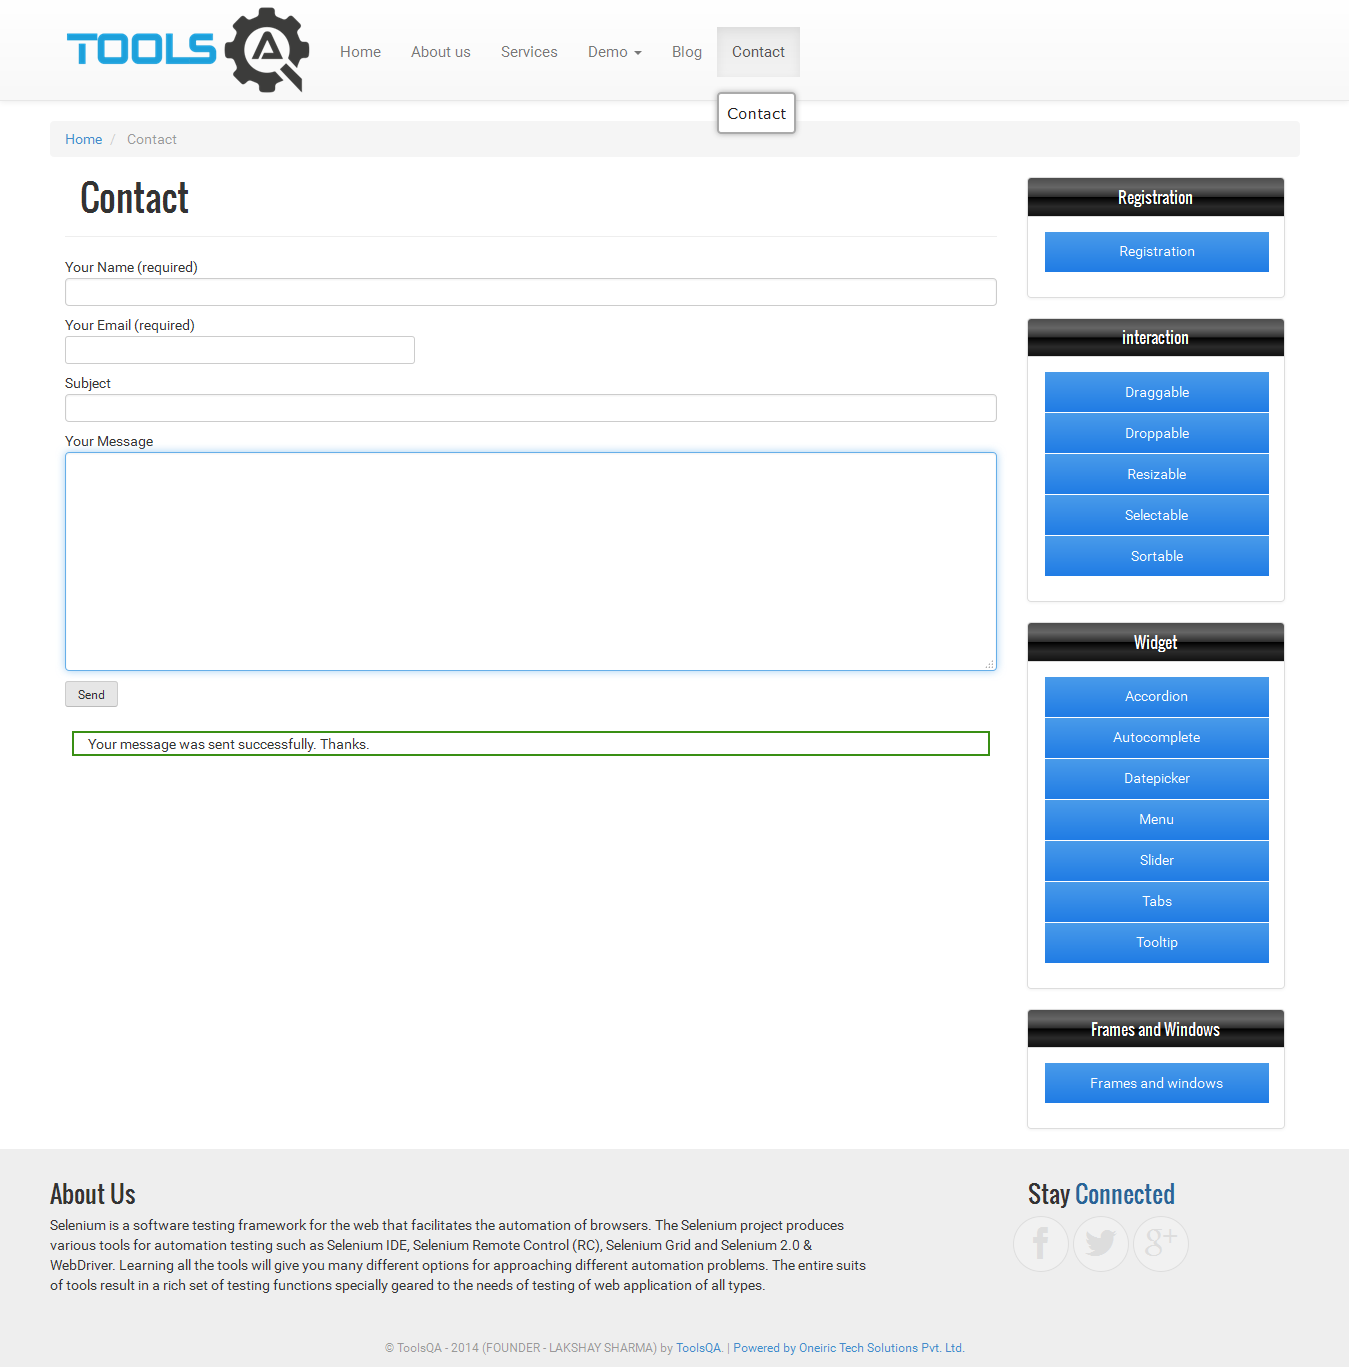 TOOLS QA
Home About us Services Demo Blog Contact
Contact
Home / Contact
Contact
Your Name (required)
Your Email (required)
Subject
Your Message
Send
Your message was sent successfully. Thanks.
Registration
Registration
interaction
Draggable
Droppable
Resizable
Selectable
Sortable
Widget
Accordion
Autocomplete
Datepicker
Menu
Slider
Tabs
Tooltip
Frames and Windows
Frames and windows
About Us
Selenium is a software testing framework for the web that facilitates the automation of browsers. The Selenium project produces
various tools for automation testing such as Selenium IDE, Selenium Remote Control (RC), Selenium Grid and Selenium 2.0 &
WebDriver. Learning all the tools will give you many different options for approaching different automation problems. The entire suits
of tools result in a rich set of testing functions specially geared to the needs of testing of web application of all types.
Stay Connected
f g+
© ToolsQA - 2014 (FOUNDER - LAKSHAY SHARMA) by ToolsQA. | Powered by Oneiric Tech Solutions Pvt. Ltd.